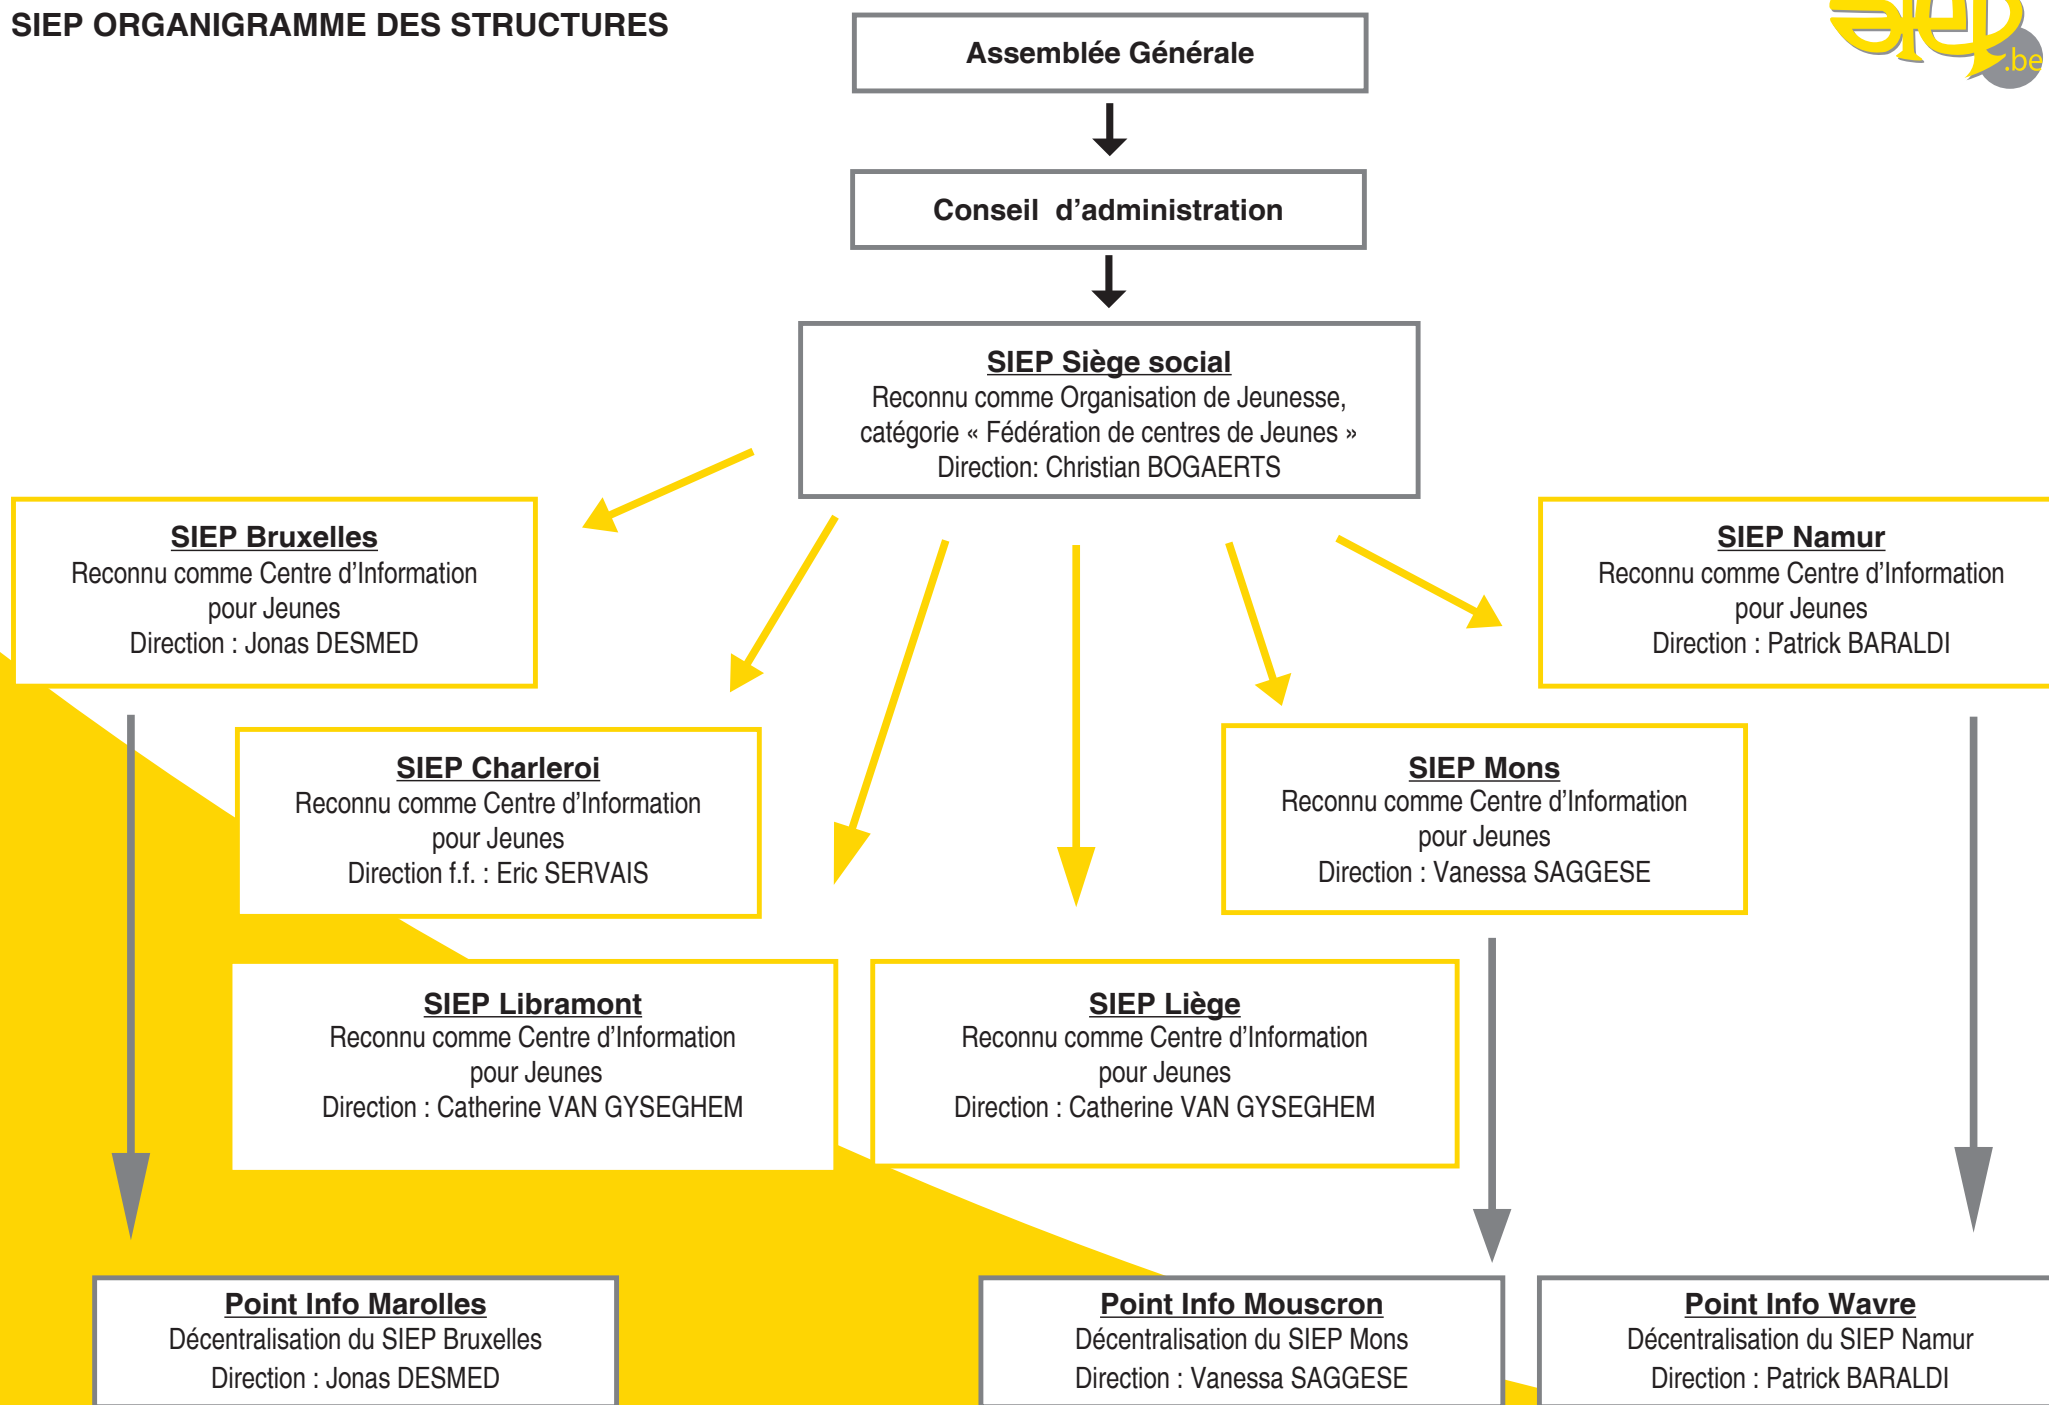 SIEP ORGANIGRAMME DES STRUCTURES
siep
.be
Assemblée Générale
Conseil d’administration
SIEP Siège social
Reconnu comme Organisation de Jeunesse,
catégorie « Fédération de centres de Jeunes »
Direction: Christian BOGAERTS
SIEP Bruxelles
Reconnu comme Centre d’Information
pour Jeunes
Direction : Jonas DESMED
SIEP Namur
Reconnu comme Centre d’Information
pour Jeunes
Direction : Patrick BARALDI
SIEP Charleroi
Reconnu comme Centre d’Information
pour Jeunes
Direction f.f. : Eric SERVAIS
SIEP Mons
Reconnu comme Centre d’Information
pour Jeunes
Direction : Vanessa SAGGESE
SIEP Libramont
Reconnu comme Centre d’Information
pour Jeunes
Direction : Catherine VAN GYSEGHEM
SIEP Liège
Reconnu comme Centre d’Information
pour Jeunes
Direction : Catherine VAN GYSEGHEM
Point Info Marolles
Décentralisation du SIEP Bruxelles
Direction : Jonas DESMED
Point Info Mouscron
Décentralisation du SIEP Mons
Direction : Vanessa SAGGESE
Point Info Wavre
Décentralisation du SIEP Namur
Direction : Patrick BARALDI